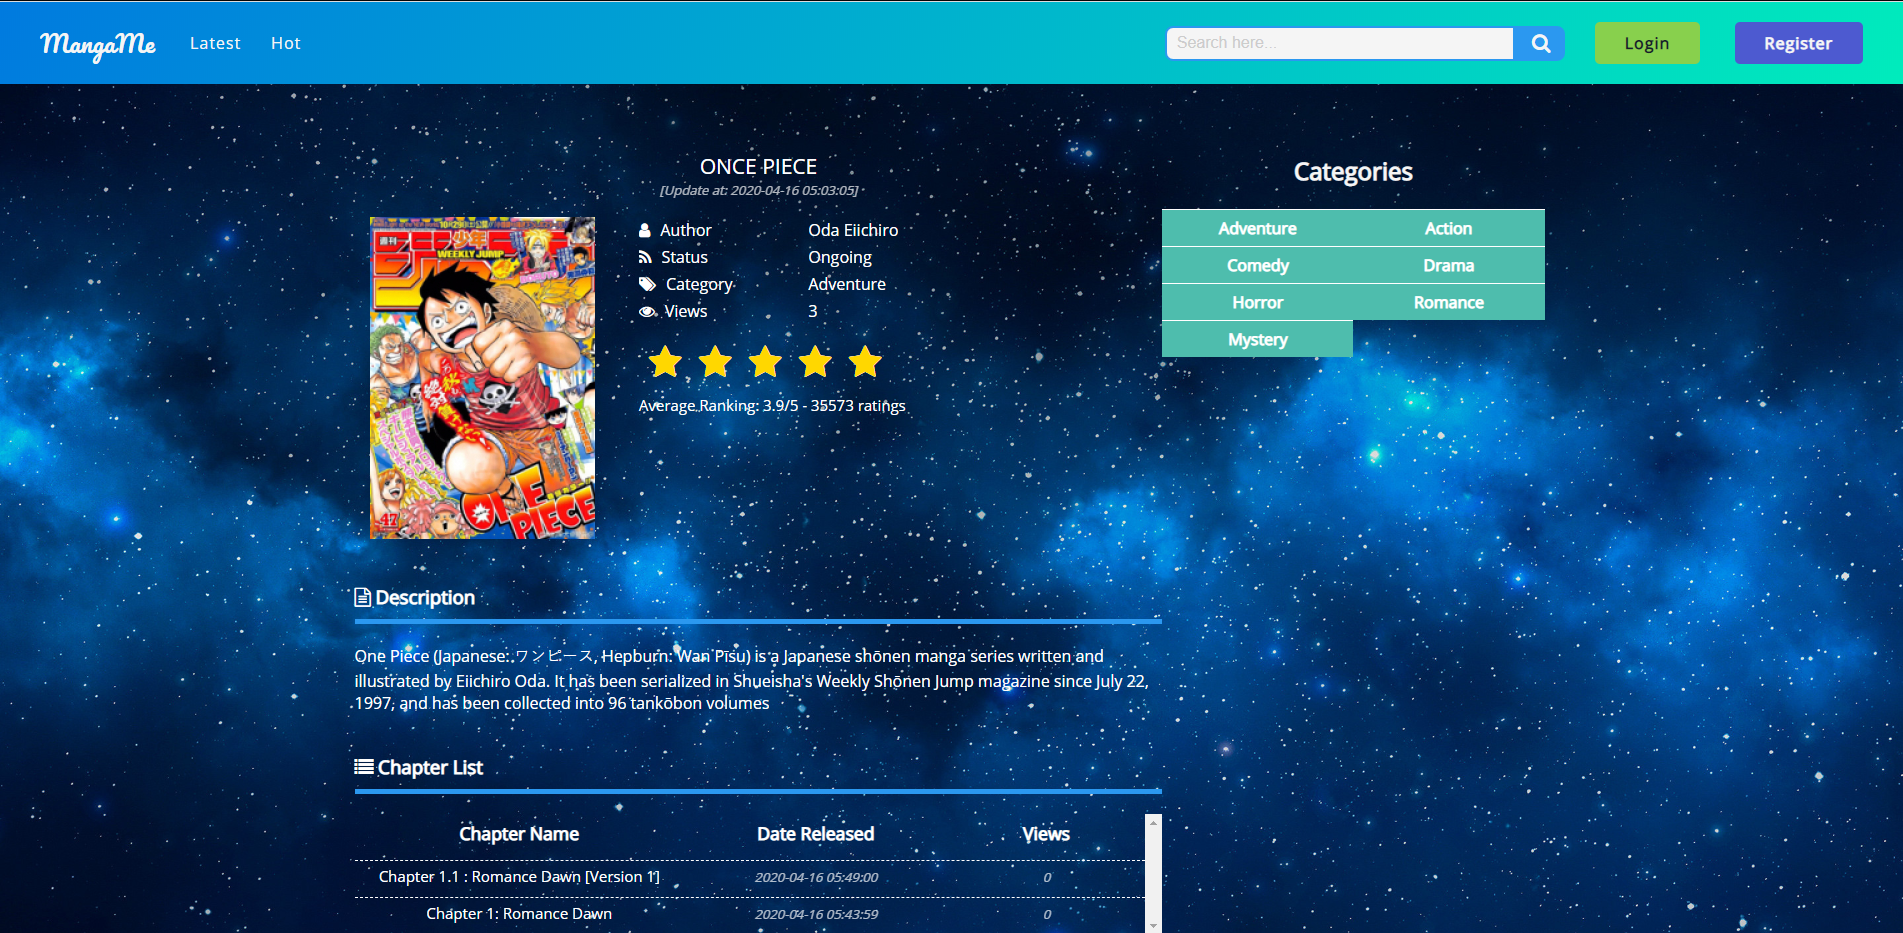 MangaMe Latest Hot Search here... Login Register
ONCE PIECE
[Update at: 2020-04-16 05:03:05]
週刊 少年
WEEKLY JUMP
47
ONE PIECE
Author Oda Eiichiro
Status Ongoing
Category Adventure
Views 3
Average Ranking: 3.9/5 - 35573 ratings
Categories
Adventure Action
Comedy Drama
Horror Romance
Mystery
Description
One Piece (Japanese: ワンピース, Hepburn: Wan Pīsu) is a Japanese shōnen manga series written and
illustrated by Eiichiro Oda. It has been serialized in Shueisha's Weekly Shōnen Jump magazine since July 22,
1997, and has been collected into 96 tankōbon volumes
Chapter List
Chapter Name Date Released Views
Chapter 1.1 : Romance Dawn [Version 1] 2020-04-16 05:49:00 0
Chapter 1: Romance Dawn 2020-04-16 05:43:59 0